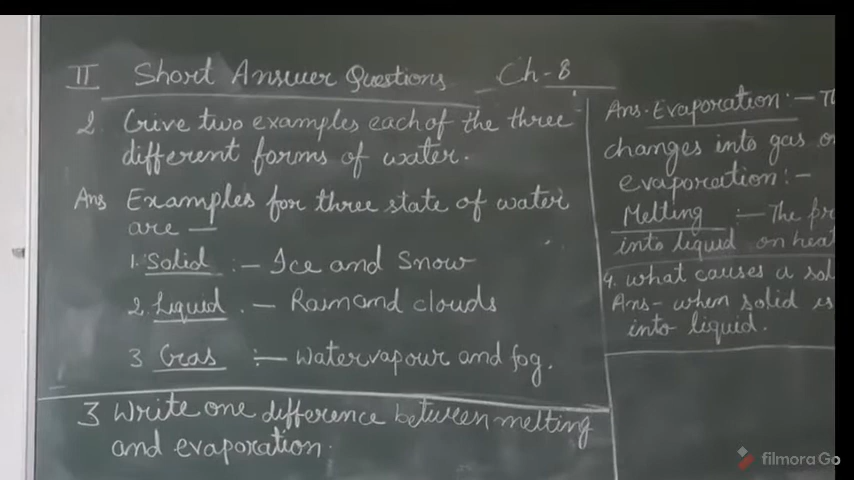 II Short Answer Questions Ch-8
2. Give two examples each of the three
different forms of water.
Ans Examples for three state of water
are —
1. Solid :- Ice and Snow
2. Liquid. — Rain and clouds
3 Gas :- Water vapour and fog.
3 Write one difference between melting
and evaporation.
Ans. Evaporation :-
changes into gas
evaporation :-
Melting :- The
into liquid on
4. what causes a
Ans- when solid is
into liquid.
filmora Go